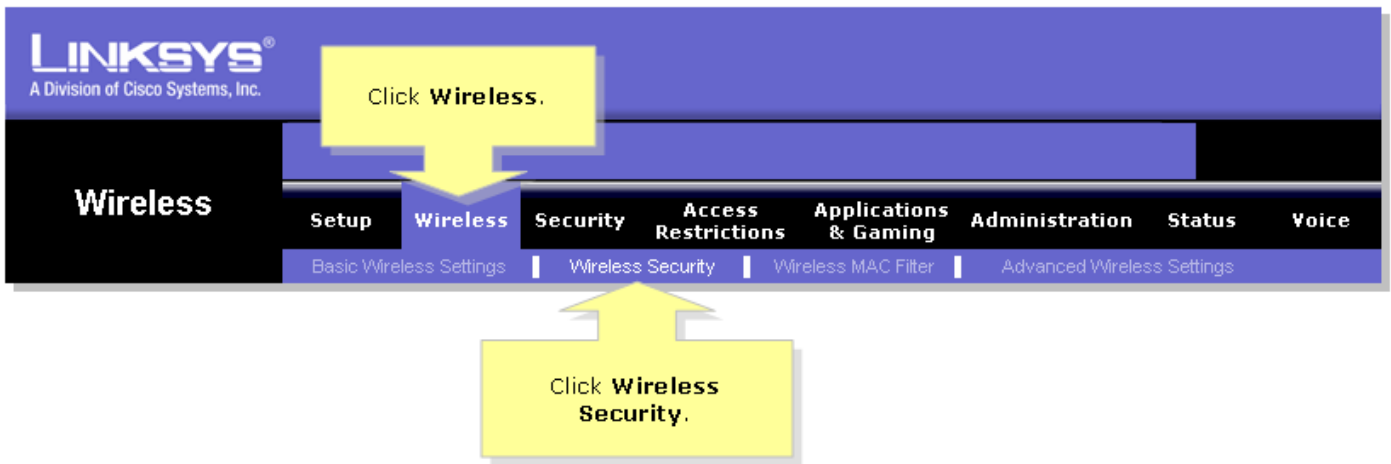 LINKSYS®
A Division of Cisco Systems, Inc.
Click Wireless.
Wireless
Setup Wireless Security Access Restrictions Applications & Gaming Administration Status Voice
Basic Wireless Settings Wireless Security Wireless MAC Filter Advanced Wireless Settings
Click Wireless
Security.